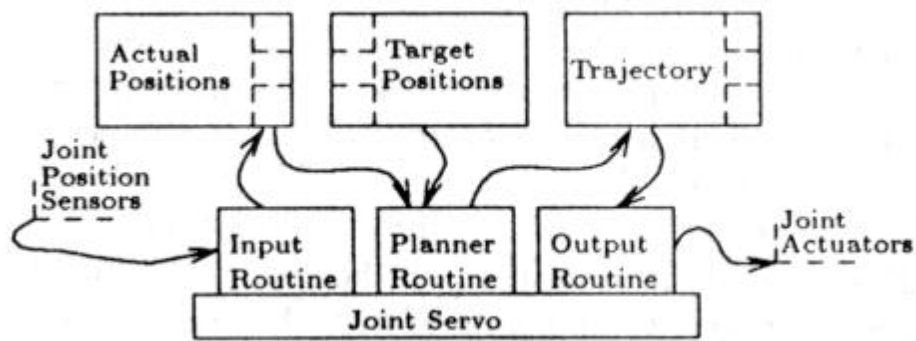 Actual
Positions
Target
Positions
Trajectory
Joint
Position
Sensors
Input
Routine
Planner
Routine
Output
Routine
Joint
Actuators
Joint Servo